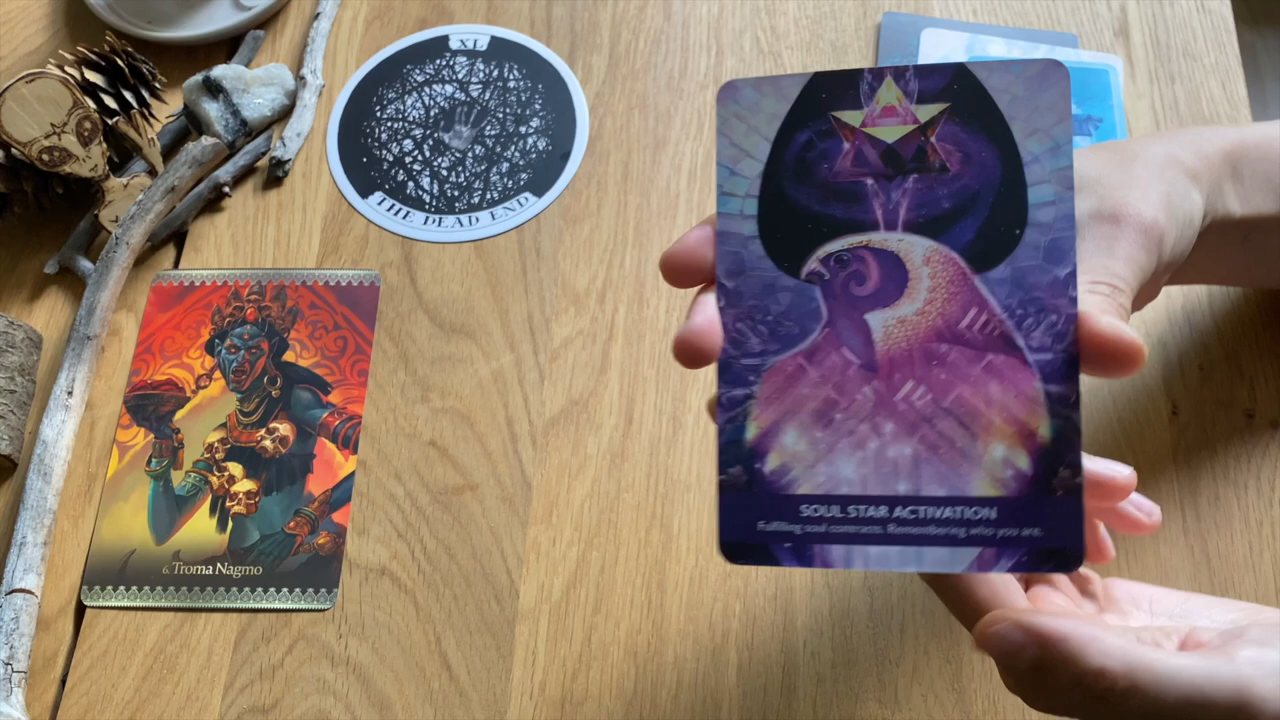 XL
THE DEAD END
6. Troma Nagmo
SOUL STAR ACTIVATION
Fulfilling soul contracts. Remembering who you are.